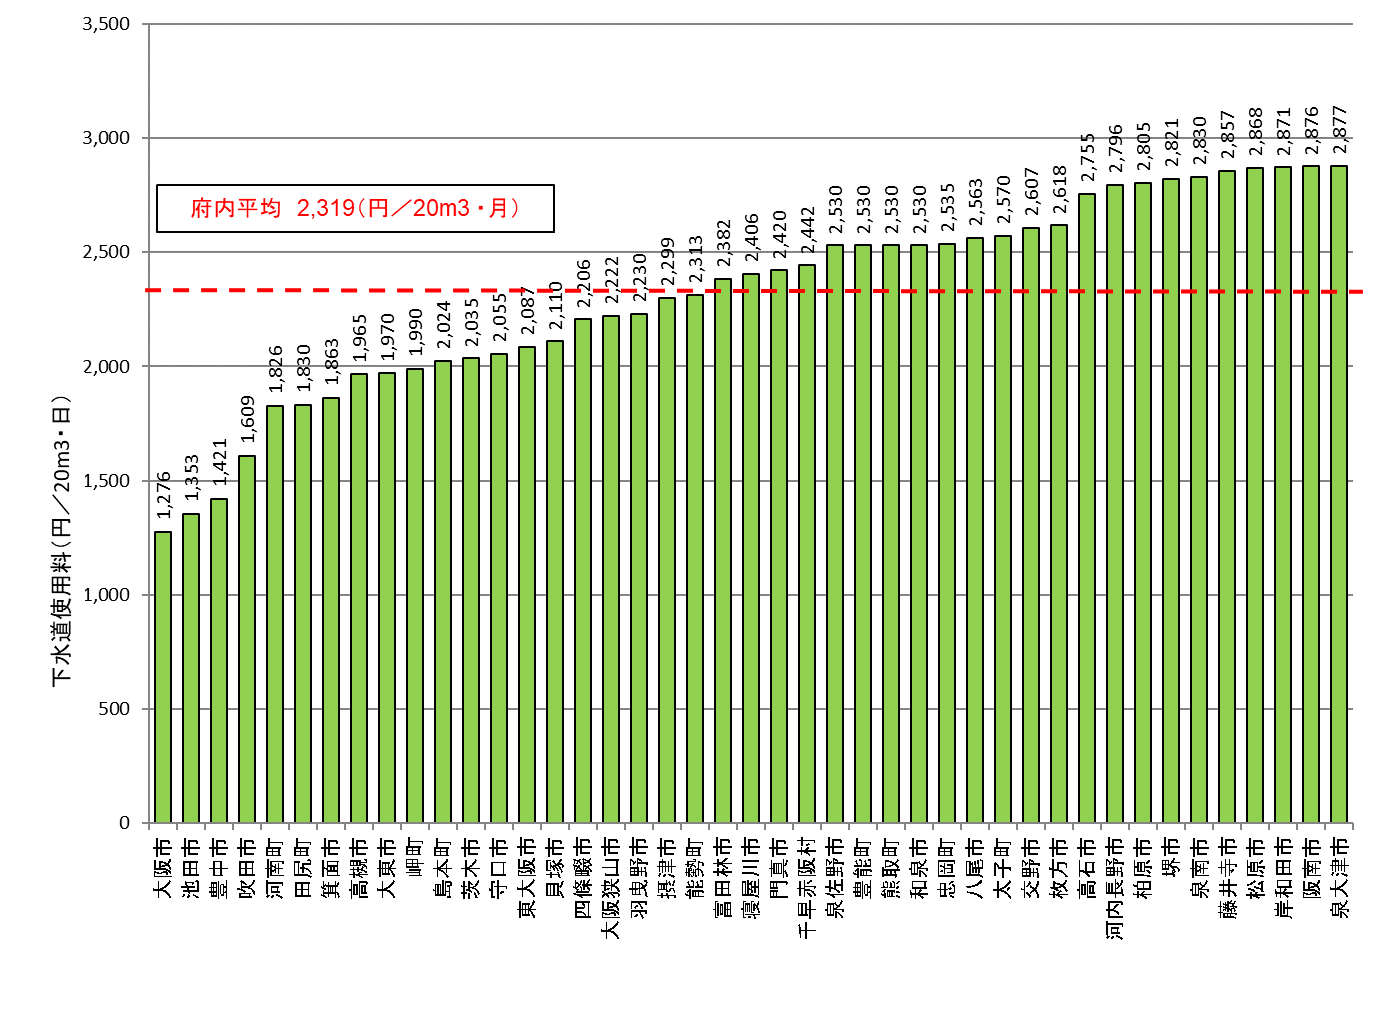 3,500
3,000
2,500
2,000
1,500
1,000
500
0
下水道使用料（円／20m3・日）
府内平均　2,319（円／20m3・月）
1,276
1,353
1,421
1,609
1,826
1,830
1,863
1,965
1,970
1,990
2,024
2,035
2,055
2,087
2,110
2,206
2,222
2,230
2,299
2,313
2,382
2,406
2,420
2,442
2,530
2,530
2,530
2,530
2,535
2,563
2,570
2,607
2,618
2,755
2,796
2,805
2,821
2,830
2,857
2,868
2,871
2,876
2,877
大阪市
池田市
豊中市
吹田市
河南町
田尻町
箕面市
高槻市
大東市
岬町
島本町
茨木市
守口市
東大阪市
貝塚市
四條畷市
大阪狭山市
羽曳野市
摂津市
能勢町
富田林市
寝屋川市
門真市
千早赤阪村
泉佐野市
豊能町
熊取町
和泉市
忠岡町
八尾市
太子町
交野市
枚方市
高石市
河内長野市
柏原市
堺市
泉南市
藤井寺市
松原市
岸和田市
阪南市
泉大津市